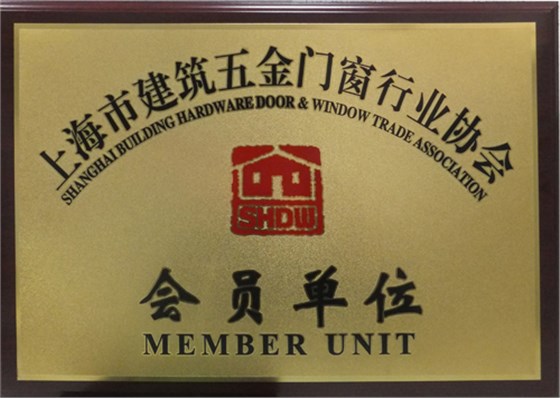 上海市建筑五金门窗行业协会
SHANGHAI BUILDING HARDWARE DOOR & WINDOW TRADE ASSOCIATION
SHDW
会员单位
MEMBER UNIT